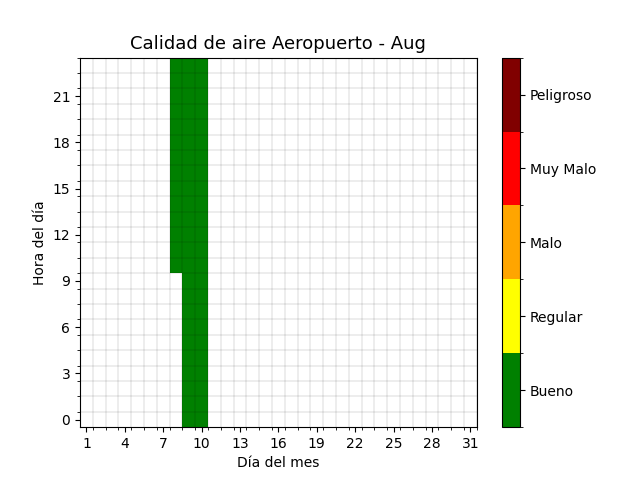 Calidad de aire Aeropuerto - Aug
Hora del día
21
18
15
12
9
6
3
0
1 4 7 10 13 16 19 22 25 28 31
Día del mes
Peligroso
Muy Malo
Malo
Regular
Bueno